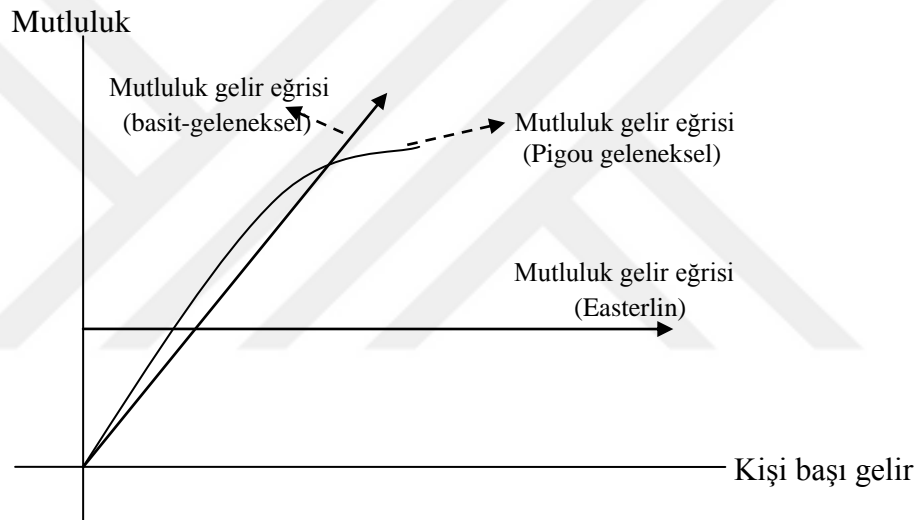 Mutluluk
Mutluluk gelir eğrisi
(basit-geleneksel)
Mutluluk gelir eğrisi
(Pigou geleneksel)
Mutluluk gelir eğrisi
(Easterlin)
Kişi başı gelir